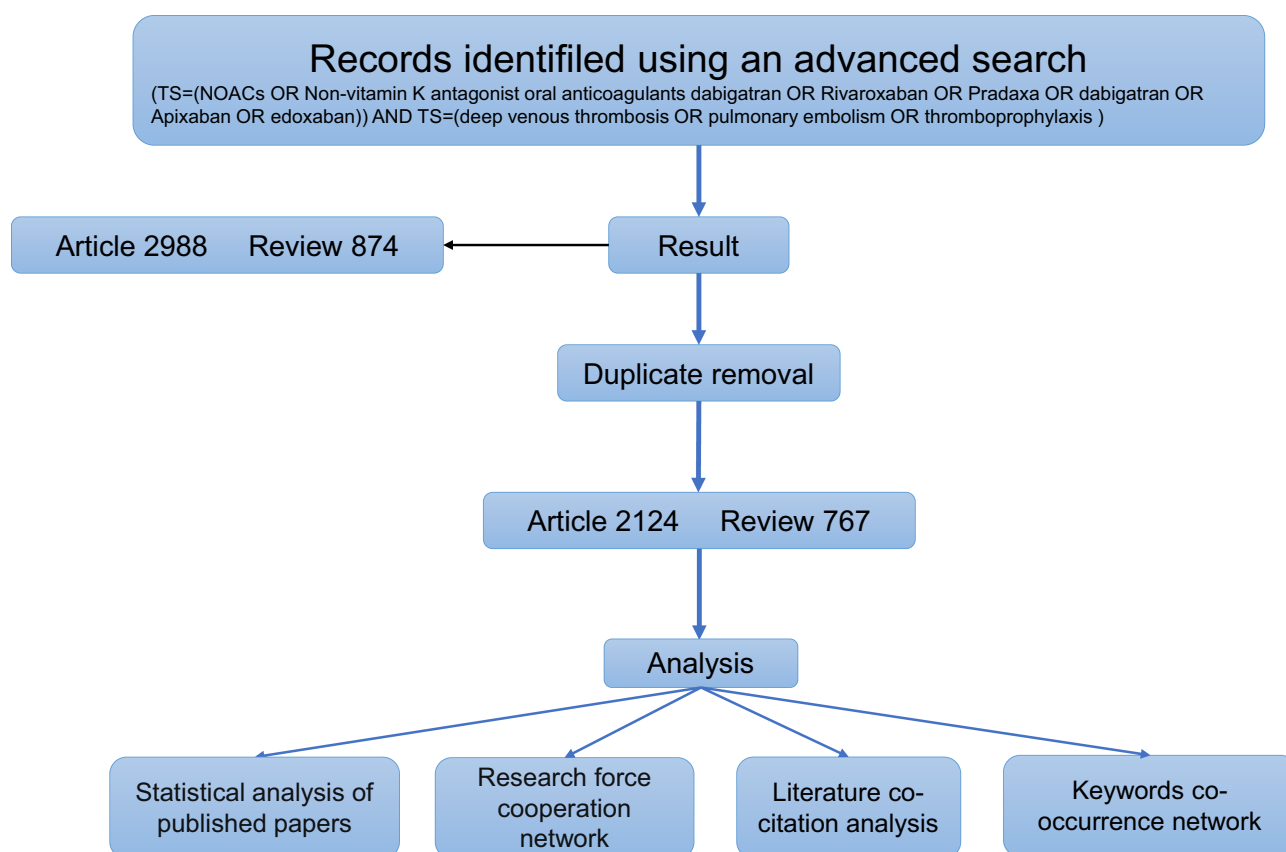 Records identifiled using an advanced search
(TS=(NOACs OR Non-vitamin K antagonist oral anticoagulants dabigatran OR Rivaroxaban OR Pradaxa OR dabigatran OR
Apixaban OR edoxaban)) AND TS=(deep venous thrombosis OR pulmonary embolism OR thromboprophylaxis )
Article 2988 Review 874
Result
Duplicate removal
Article 2124 Review 767
Analysis
Statistical analysis of
published papers
Research force
cooperation
network
Literature co-
citation analysis
Keywords co-
occurrence network